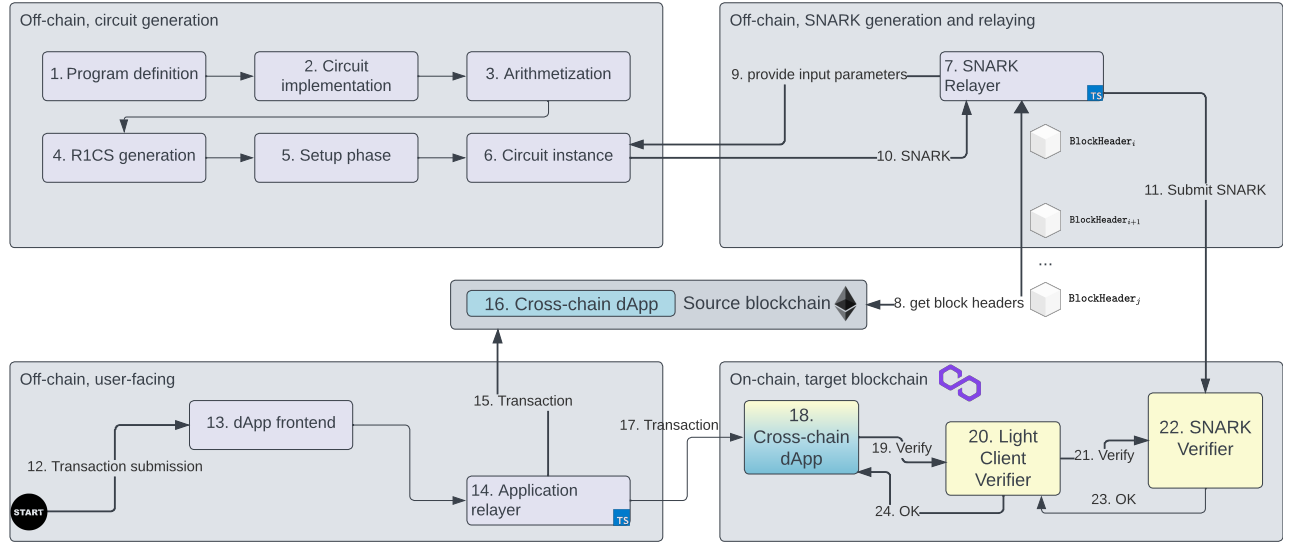 Off-chain, circuit generation
1. Program definition
2. Circuit
implementation
3. Arithmetization
4. R1CS generation
5. Setup phase
6. Circuit instance
Off-chain, SNARK generation and relaying
9. provide input parameters
7. SNARK
Relayer
TS
BlockHeader_i
10. SNARK
11. Submit SNARK
BlockHeader_{i+1}
...
16. Cross-chain dApp
Source blockchain
8. get block headers
BlockHeader_j
Off-chain, user-facing
13. dApp frontend
15. Transaction
12. Transaction submission
14. Application
relayer
TS
START
17. Transaction
On-chain, target blockchain
18.
Cross-chain
dApp
19. Verify
20. Light
Client
Verifier
21. Verify
22. SNARK
Verifier
23. OK
24. OK